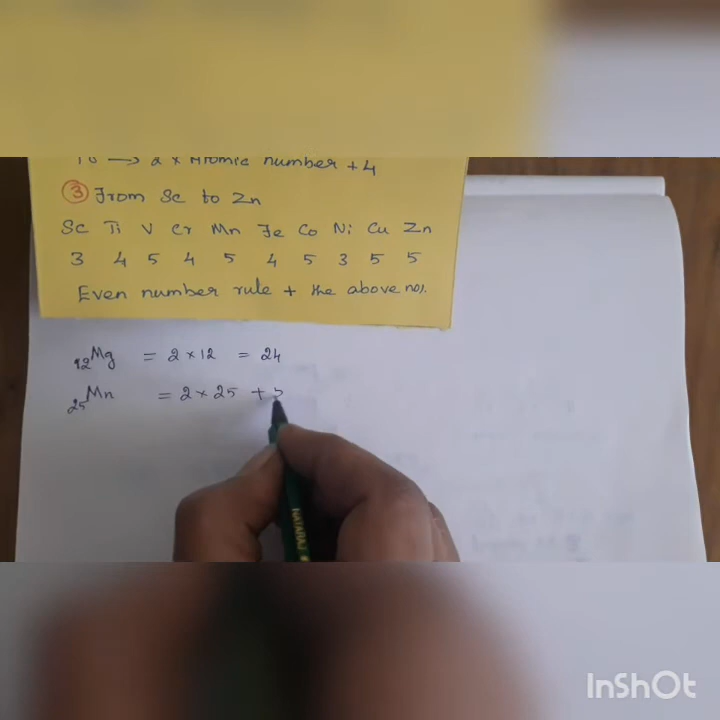 → 2 × Atomic number + 4
③ From Sc to Zn
Sc Ti V Cr Mn Fe Co Ni Cu Zn
3 4 5 4 5 4 5 3 5 5
Even number rule + the above no).
₁₂Mg = 2 × 12 = 24
₂₅Mn = 2 × 25 +
NATARAJ
InShOt